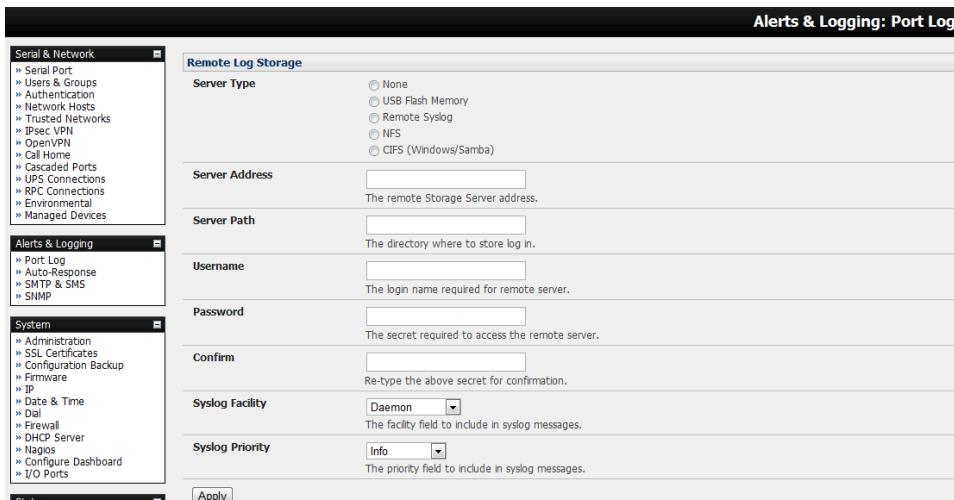 Alerts & Logging: Port Log
Serial & Network
» Serial Port
» Users & Groups
» Authentication
» Network Hosts
» Trusted Networks
» IPsec VPN
» OpenVPN
» Call Home
» Cascaded Ports
» UPS Connections
» RPC Connections
» Environmental
» Managed Devices
Alerts & Logging
» Port Log
» Auto-Response
» SMTP & SMS
» SNMP
System
» Administration
» SSL Certificates
» Configuration Backup
» Firmware
» IP
» Date & Time
» Dial
» Firewall
» DHCP Server
» Nagios
» Configure Dashboard
» I/O Ports
Remote Log Storage
Server Type
None
USB Flash Memory
Remote Syslog
NFS
CIFS (Windows/Samba)
Server Address
The remote Storage Server address.
Server Path
The directory where to store log in.
Username
The login name required for remote server.
Password
The secret required to access the remote server.
Confirm
Re-type the above secret for confirmation.
Syslog Facility
Daemon
The facility field to include in syslog messages.
Syslog Priority
Info
The priority field to include in syslog messages.
Apply